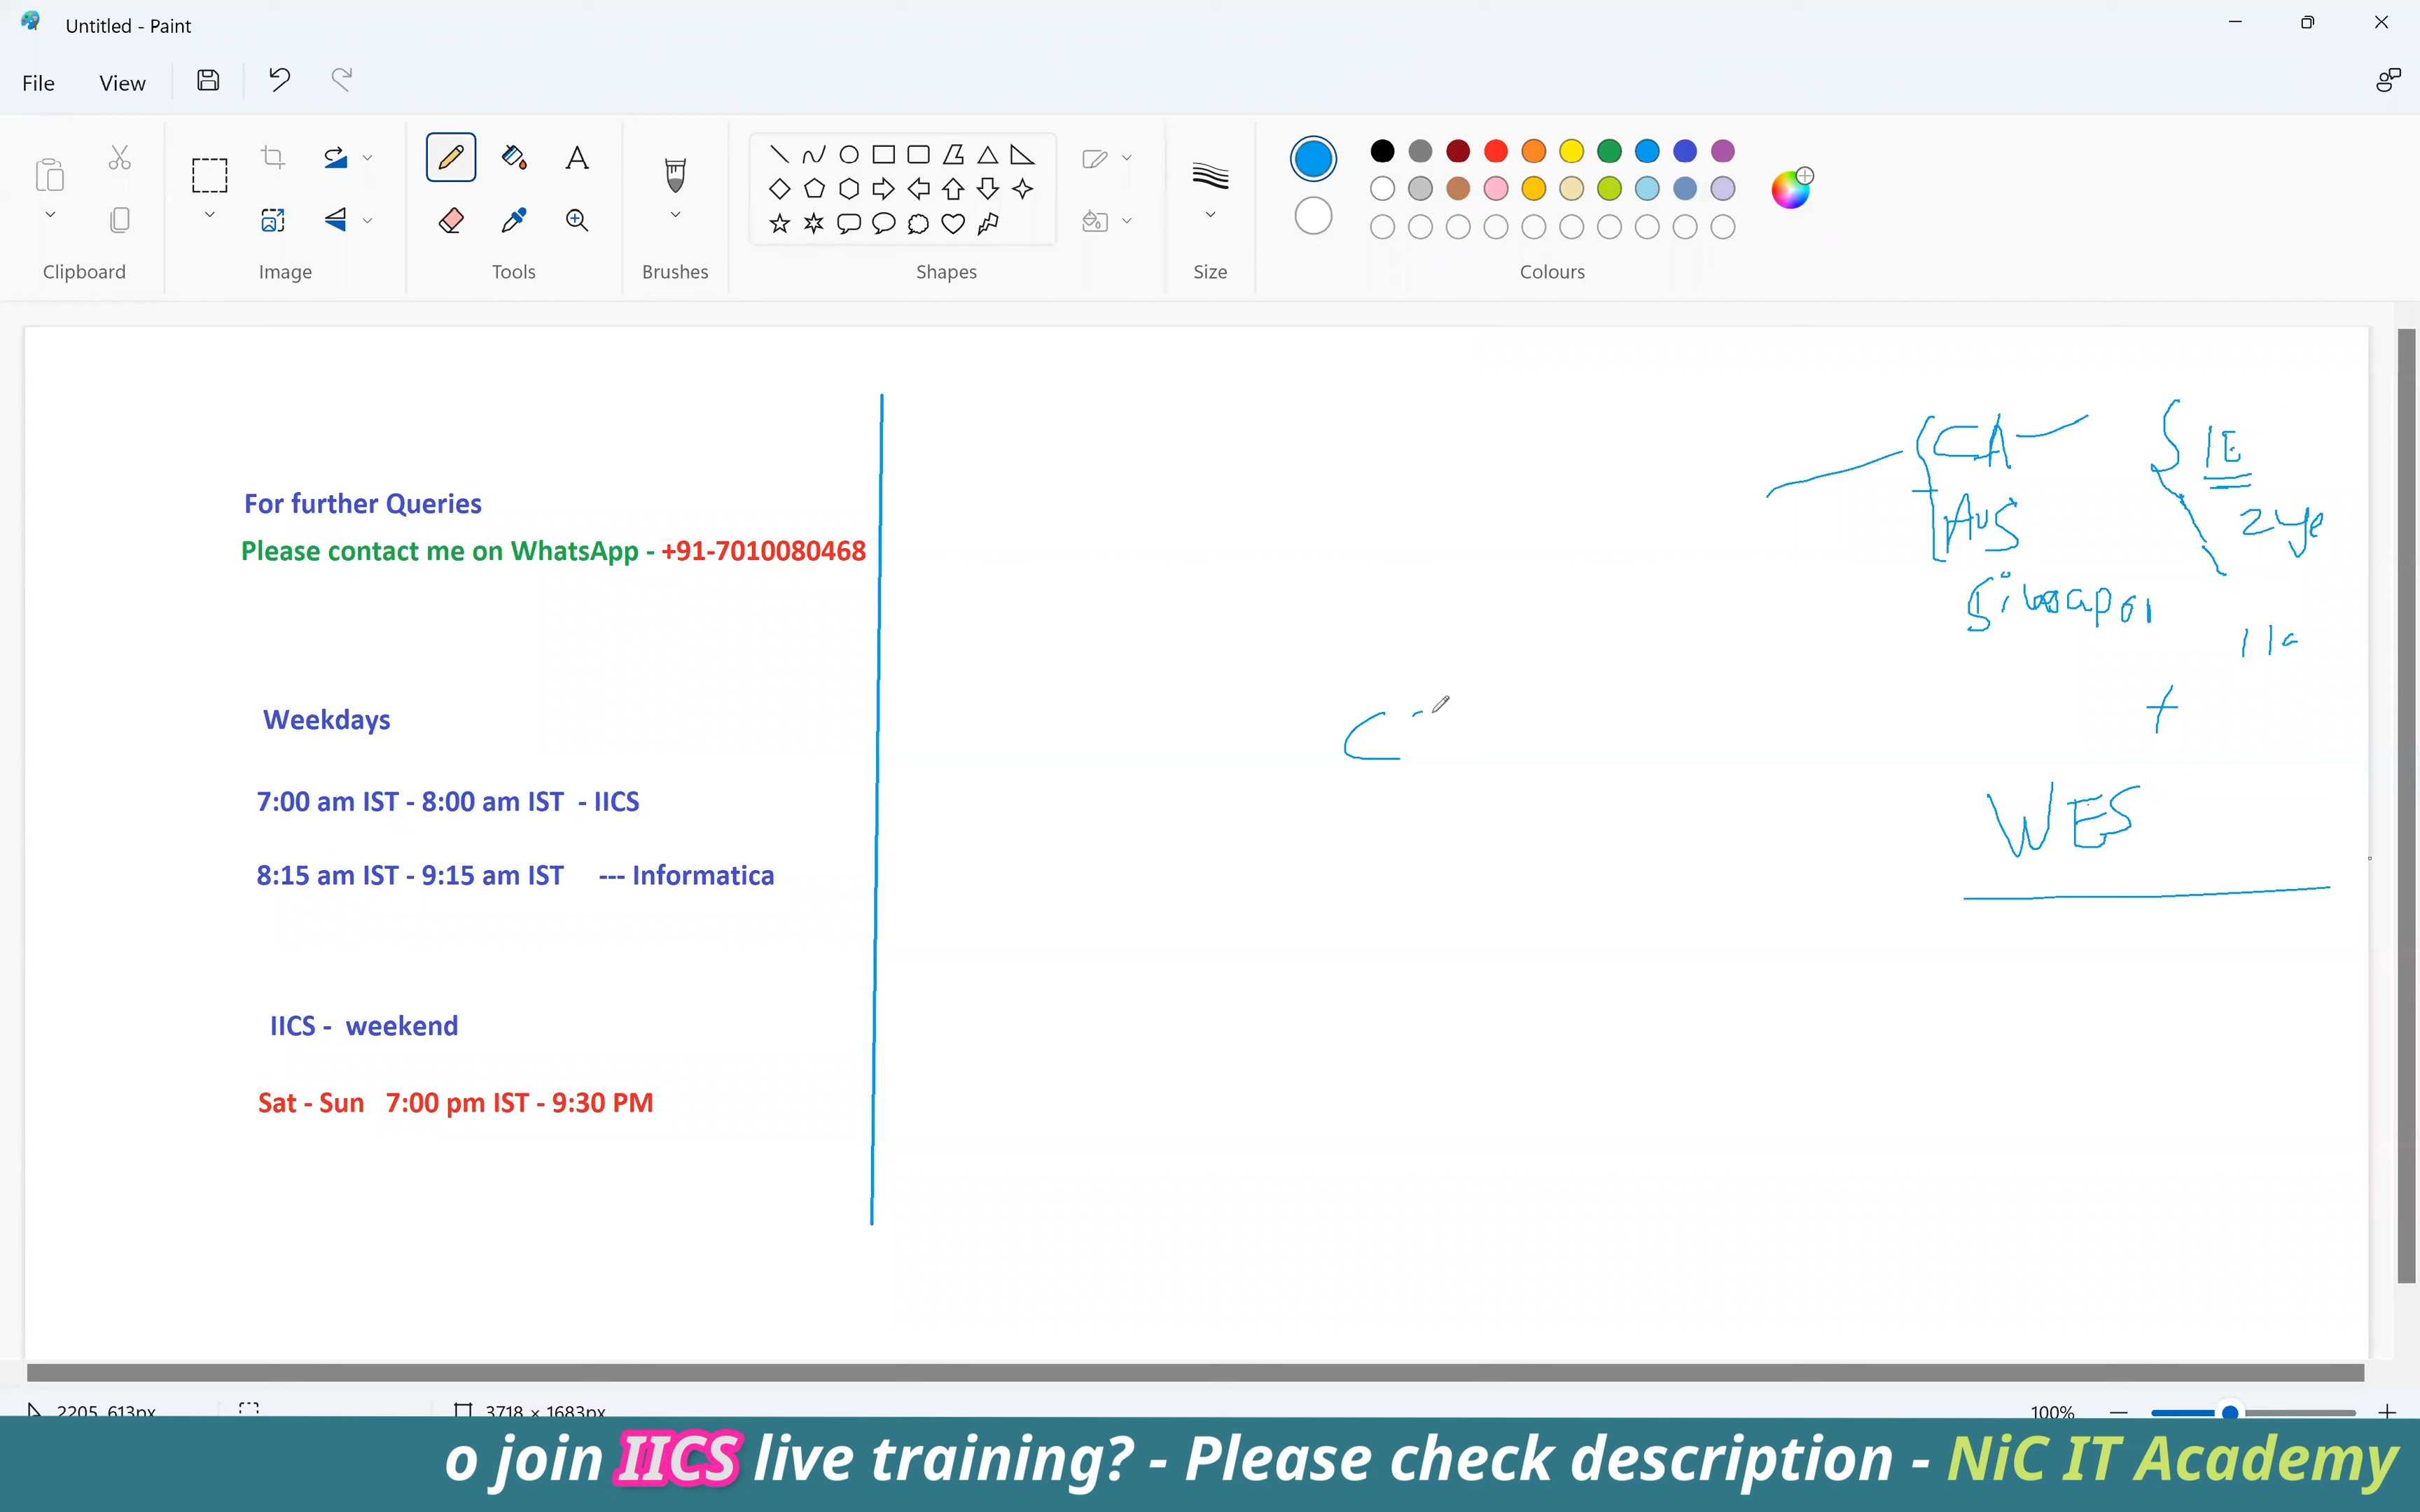 Untitled - Paint
File View
Clipboard Image Tools Brushes Shapes Size Colours
For further Queries
Please contact me on WhatsApp - +91-7010080468
Weekdays
7:00 am IST - 8:00 am IST - IICS
8:15 am IST - 9:15 am IST --- Informatica
IICS - weekend
Sat - Sun 7:00 pm IST - 9:30 PM
C
CA
AUS
1E
2 ye
+
WES
2205, 613px 3718 × 1683px 100%
o join IICS live training? - Please check description - NiC IT Academy